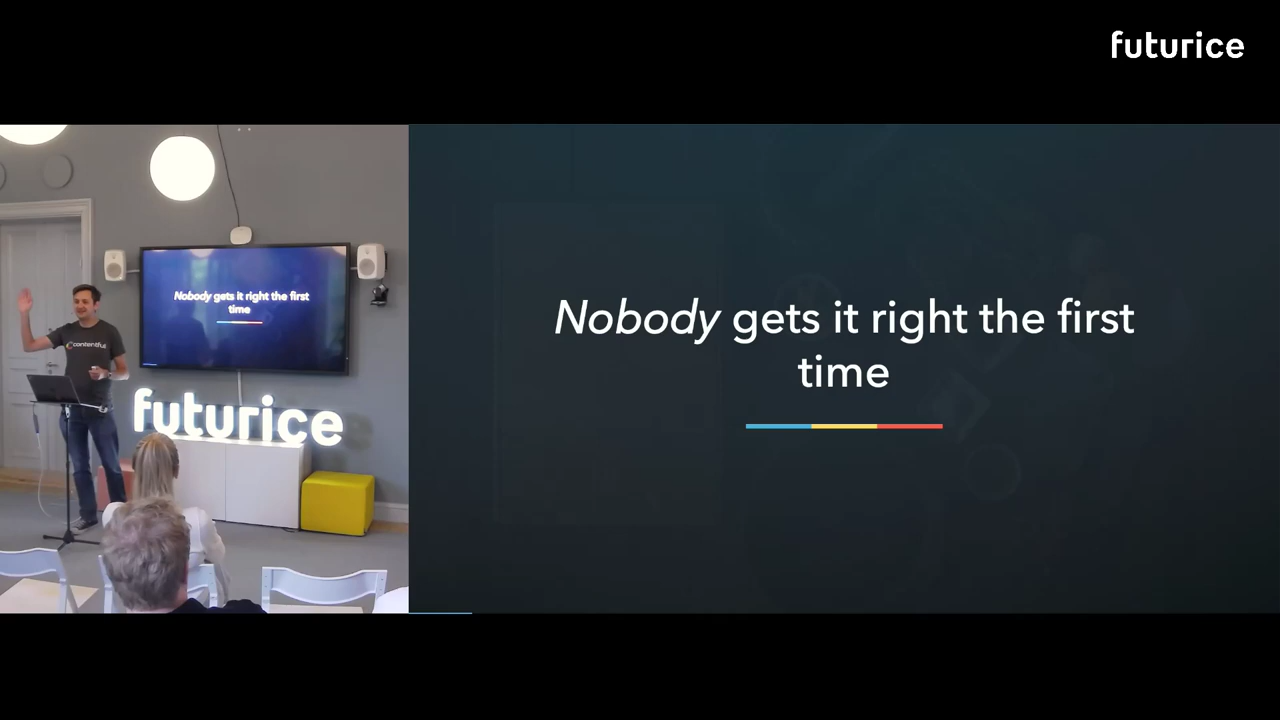 futurice
Nobody gets it right the first
time
contentful
futurice
Nobody gets it right the first
time